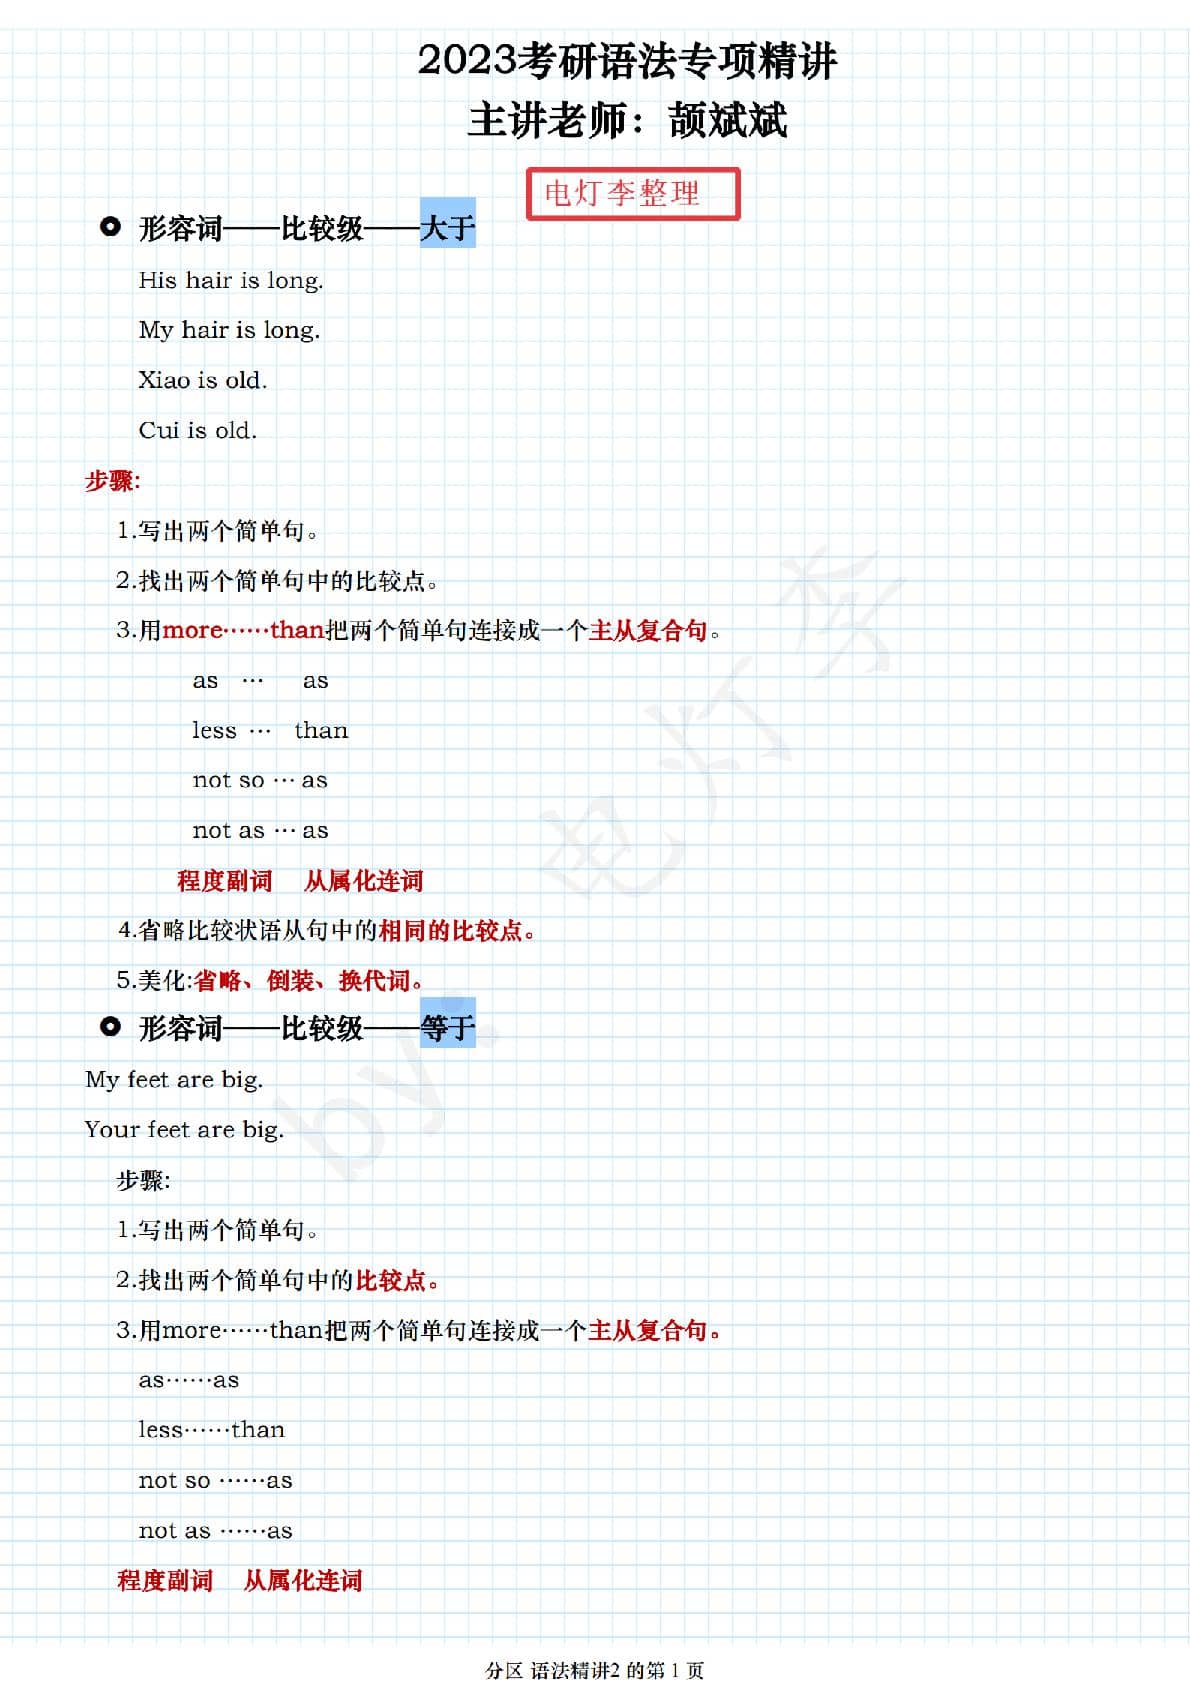 2023考研语法专项精讲
主讲老师：颉斌斌
电灯李整理
形容词——比较级——大于
His hair is long.
My hair is long.
Xiao is old.
Cui is old.
步骤:
1.写出两个简单句。
2.找出两个简单句中的比较点。
3.用more……than把两个简单句连接成一个主从复合句。
as … as
less … than
not so … as
not as … as
程度副词 从属化连词
4.省略比较状语从句中的相同的比较点。
5.美化:省略、倒装、换代词。
形容词——比较级——等于
My feet are big.
Your feet are big.
步骤:
1.写出两个简单句。
2.找出两个简单句中的比较点。
3.用more……than把两个简单句连接成一个主从复合句。
as……as
less……than
not so ……as
not as ……as
程度副词 从属化连词
by: 电灯李
分区 语法精讲2 的第 1 页